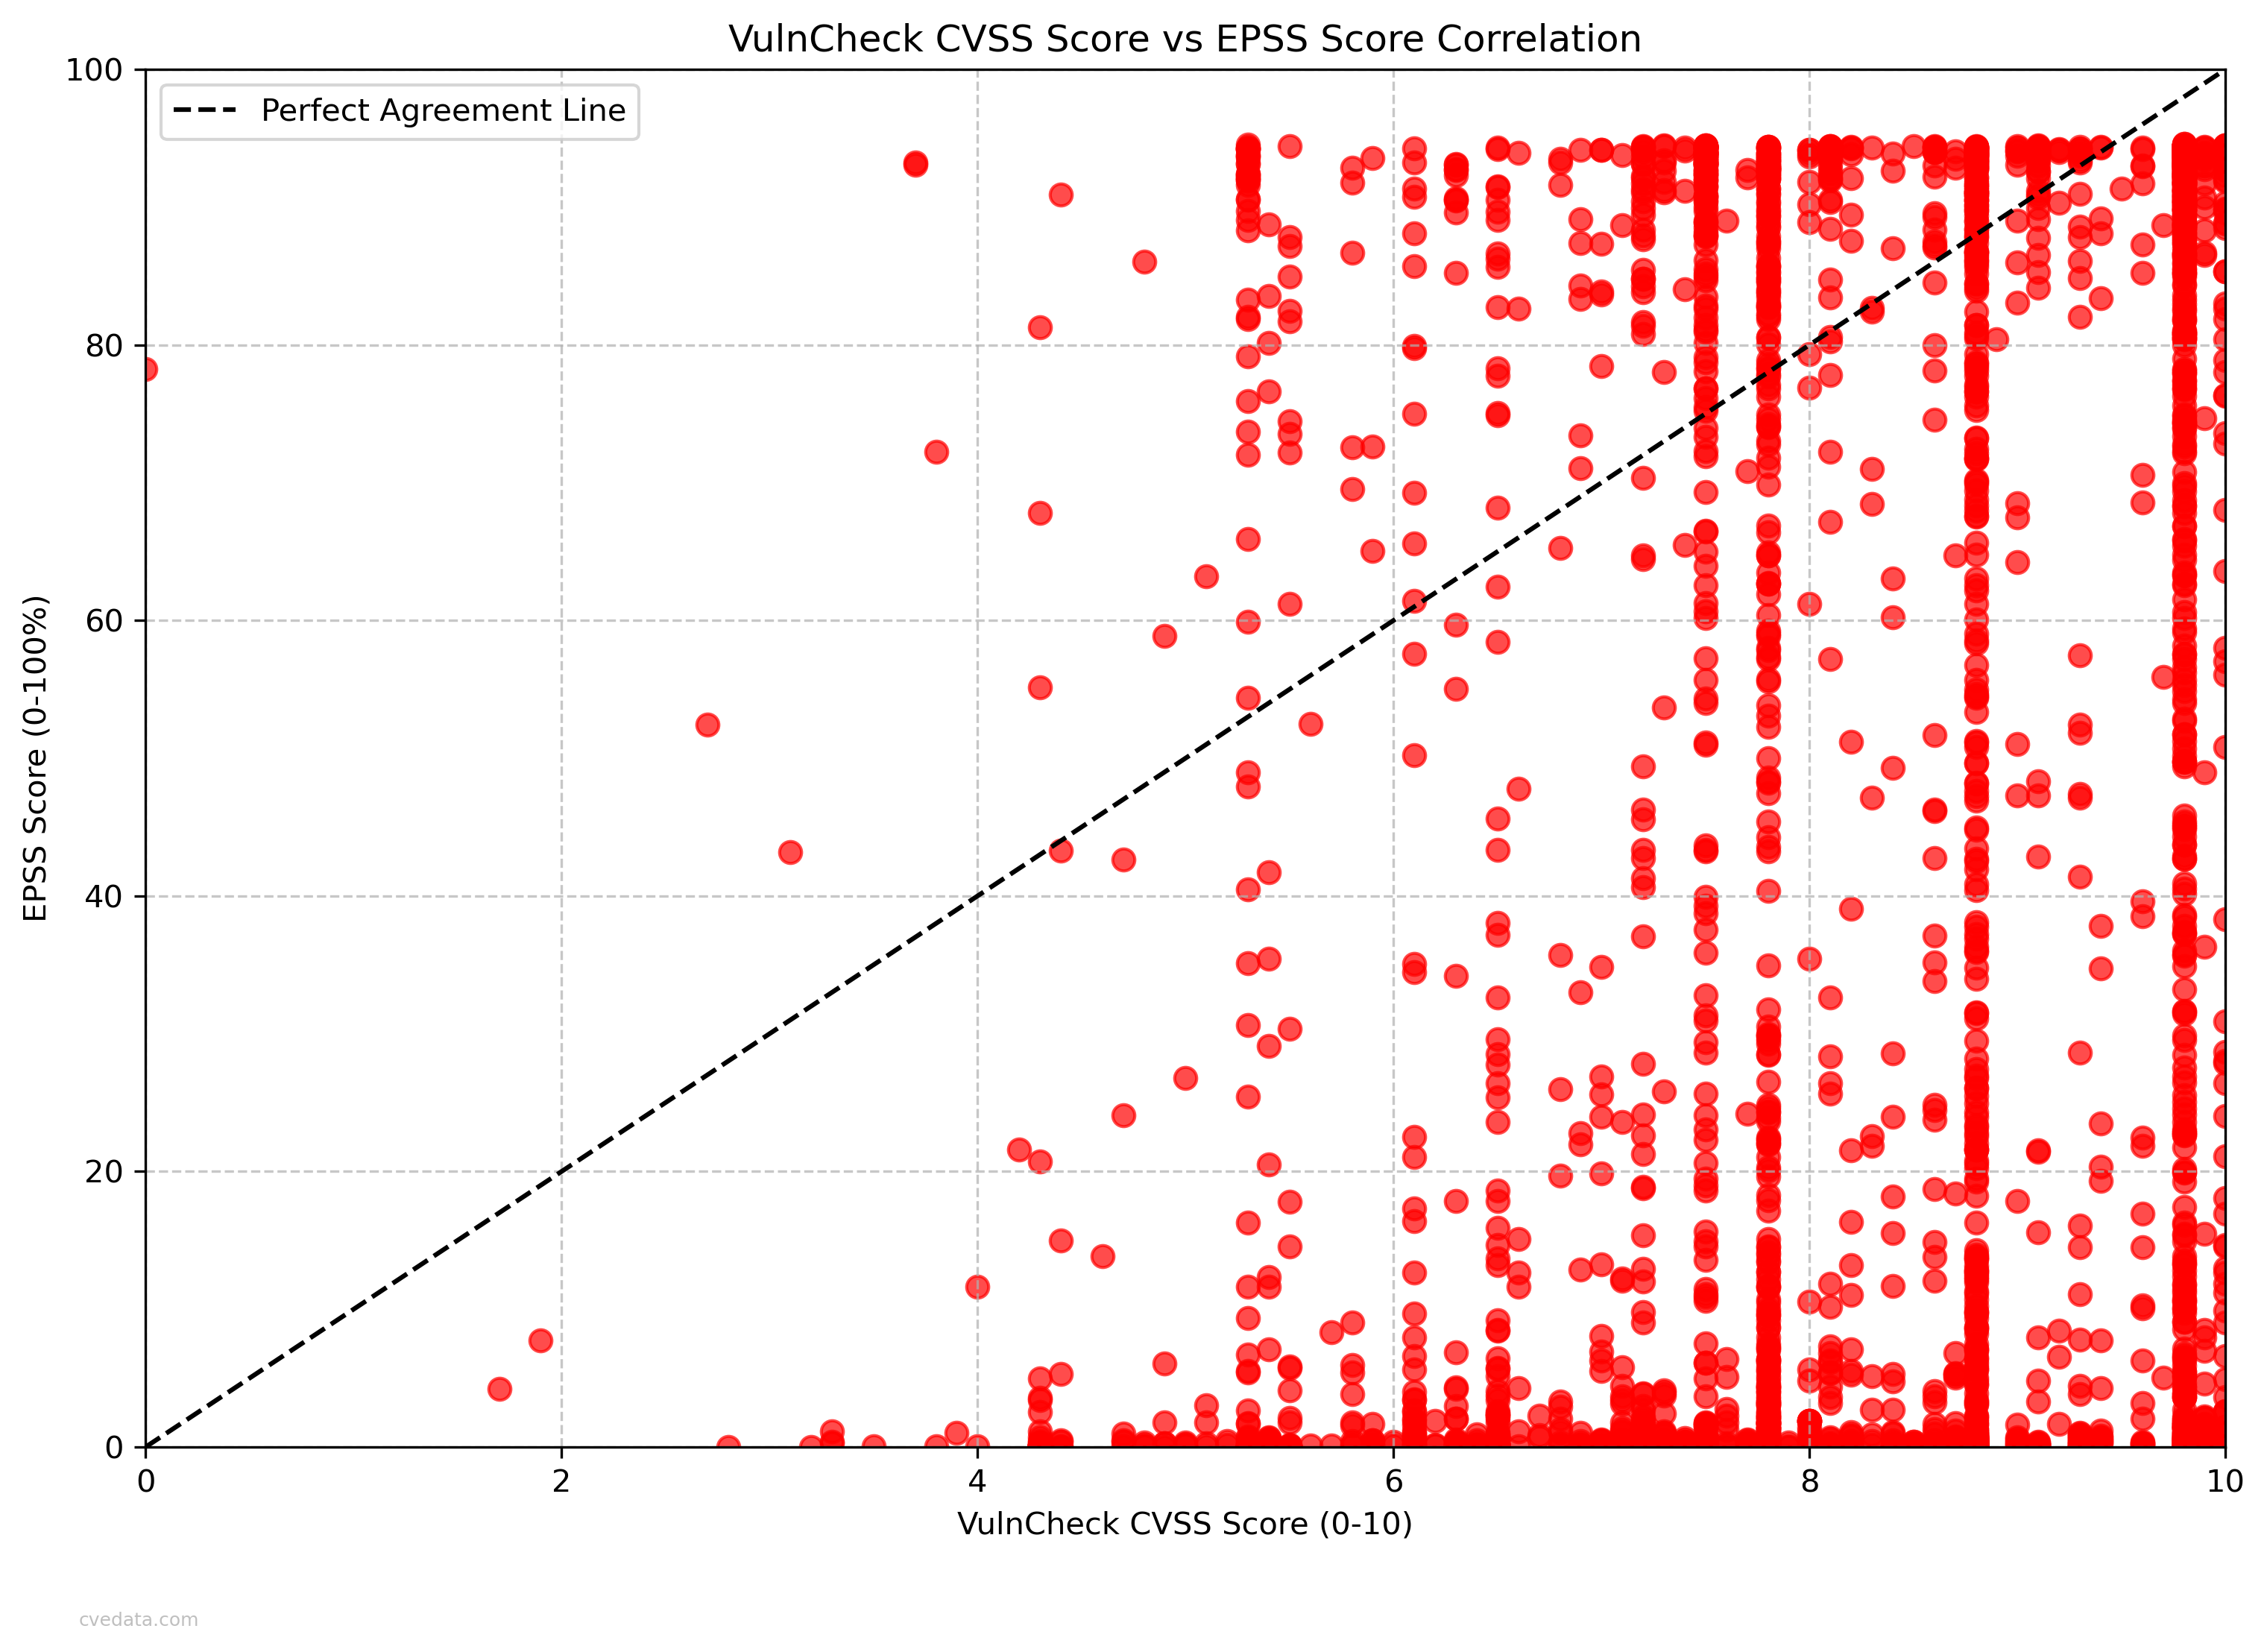 VulnCheck CVSS Score vs EPSS Score Correlation
Perfect Agreement Line
EPSS Score (0-100%)
100
80
60
40
20
0
0 2 4 6 8 10
VulnCheck CVSS Score (0-10)
cvedata.com